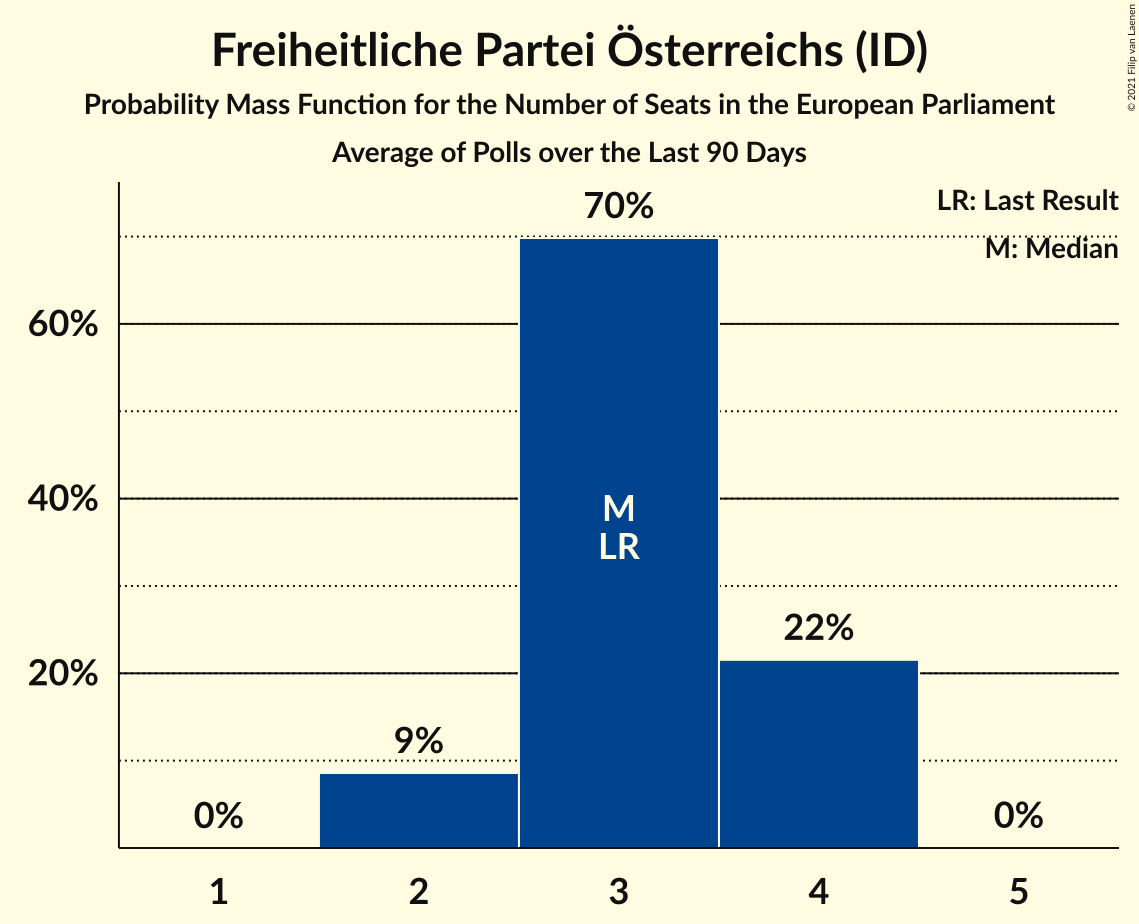 Freiheitliche Partei Österreichs (ID)
Probability Mass Function for the Number of Seats in the European Parliament
Average of Polls over the Last 90 Days
© 2021 Filip van Laenen
LR: Last Result
M: Median
70%
60%
40%
20%
M
LR
22%
9%
0%
0%
1 2 3 4 5